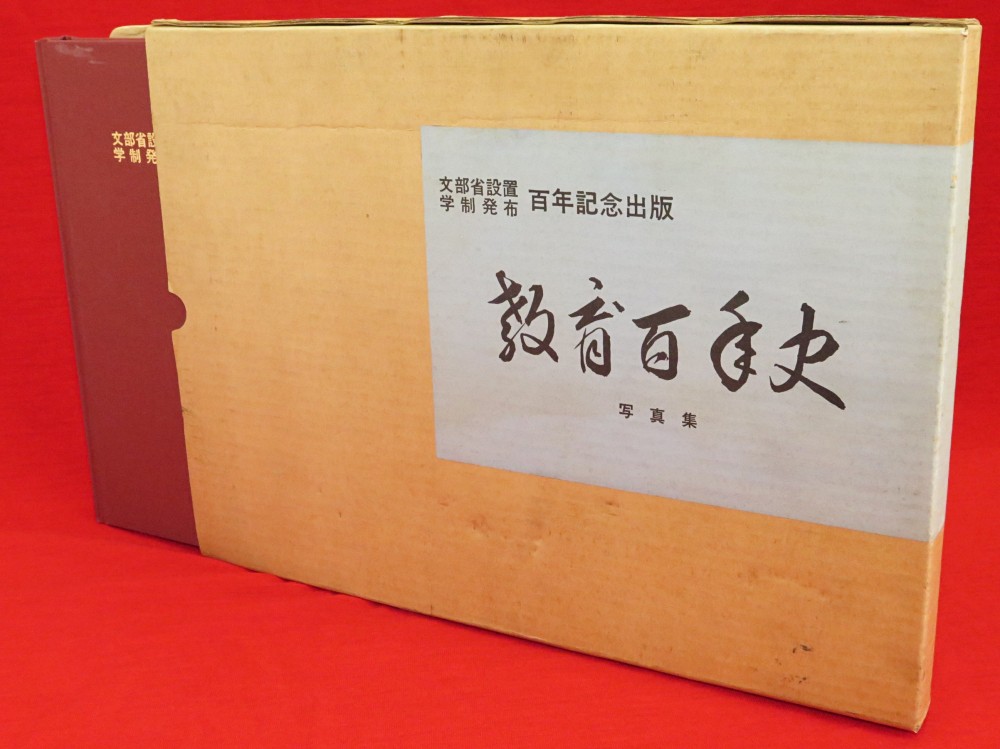 文部省設
学制発
文部省設置
学制発布 百年記念出版
教育百年史
写真集